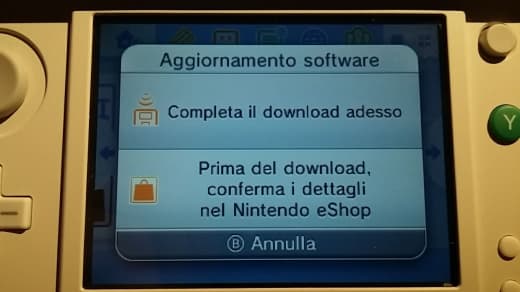 Aggiornamento software
Completa il download adesso
Prima del download,
conferma i dettagli
nel Nintendo eShop
Ⓑ Annulla
Y